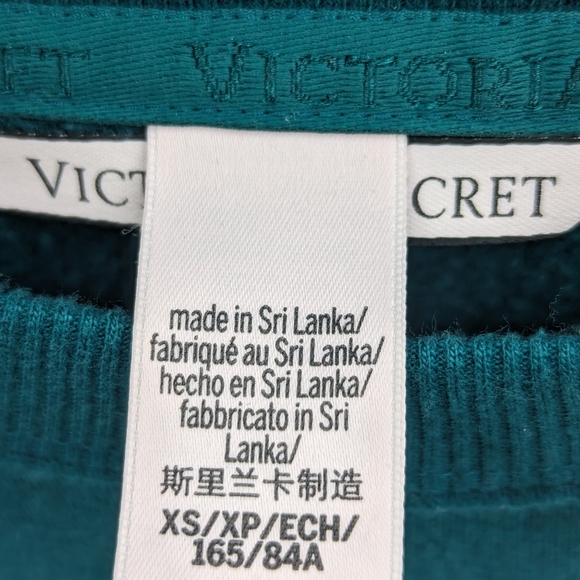 ET VICTORIA
VICT CRET
made in Sri Lanka/
fabriqué au Sri Lanka/
hecho en Sri Lanka/
fabbricato in Sri
Lanka/
斯里兰卡制造
XS/XP/ECH/
165/84A